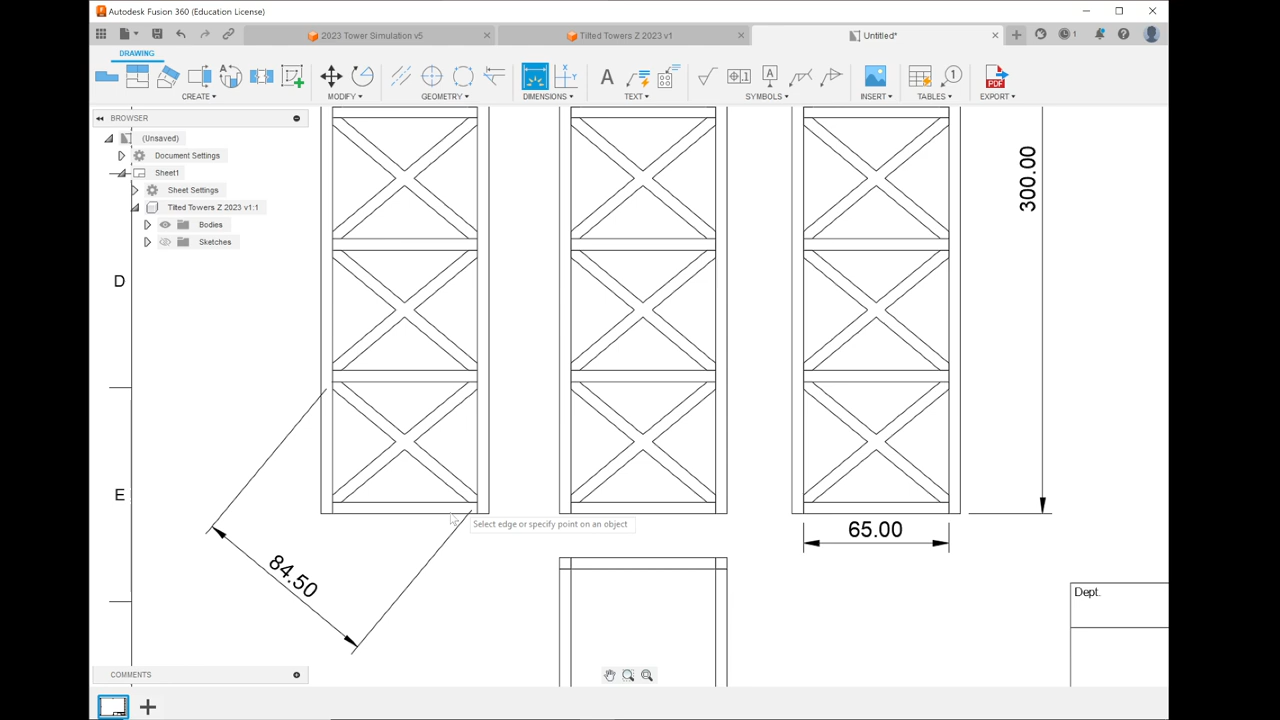 Autodesk Fusion 360 (Education License)
2023 Tower Simulation v5
Tilted Towers Z 2023 v1
Untitled*
1
DRAWING
CREATE
MODIFY
GEOMETRY
DIMENSIONS
TEXT
SYMBOLS
INSERT
TABLES
EXPORT
BROWSER
(Unsaved)
Document Settings
Sheet1
Sheet Settings
Tilted Towers Z 2023 v1:1
Bodies
Sketches
300.00
D
E
Select edge or specify point on an object
65.00
84.50
Dept.
COMMENTS